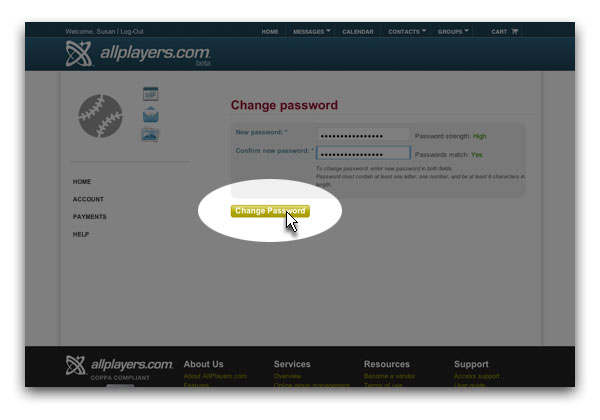 Welcome, Susan | Log-Out
HOME MESSAGES CALENDAR CONTACTS GROUPS CART
allplayers.com
beta
Change password
New password: * •••••••••••••••• Password strength: High
Confirm new password: * •••••••••••••••• Passwords match: Yes
To change password, enter new password in both fields.
Password must contain at least one letter, one number, and be at least 6 characters in
length.
Change Password
HOME
ACCOUNT
PAYMENTS
HELP
allplayers.com
COPPA COMPLIANT
About Us
About AllPlayers.com
Features
Services
Overview
Online group management
Resources
Become a vendor
Terms of use
Support
Access support
User guide